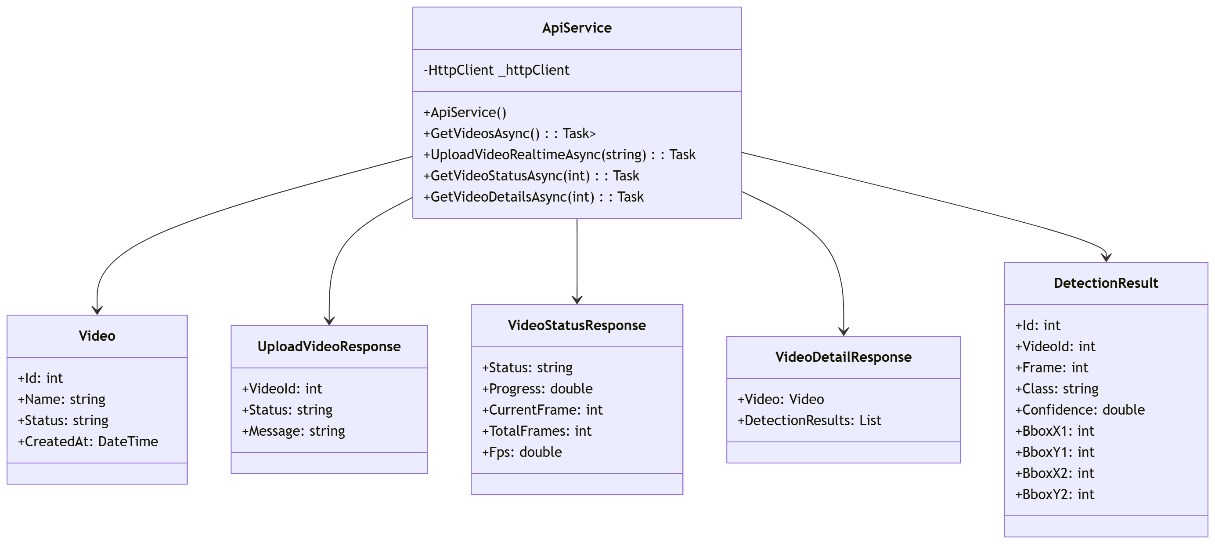 ApiService
-HttpClient _httpClient
+ApiService()
+GetVideosAsync() : : Task>
+UploadVideoRealtimeAsync(string) : : Task
+GetVideoStatusAsync(int) : : Task
+GetVideoDetailsAsync(int) : : Task
Video
+Id: int
+Name: string
+Status: string
+CreatedAt: DateTime
UploadVideoResponse
+VideoId: int
+Status: string
+Message: string
VideoStatusResponse
+Status: string
+Progress: double
+CurrentFrame: int
+TotalFrames: int
+Fps: double
VideoDetailResponse
+Video: Video
+DetectionResults: List
DetectionResult
+Id: int
+VideoId: int
+Frame: int
+Class: string
+Confidence: double
+BboxX1: int
+BboxY1: int
+BboxX2: int
+BboxY2: int